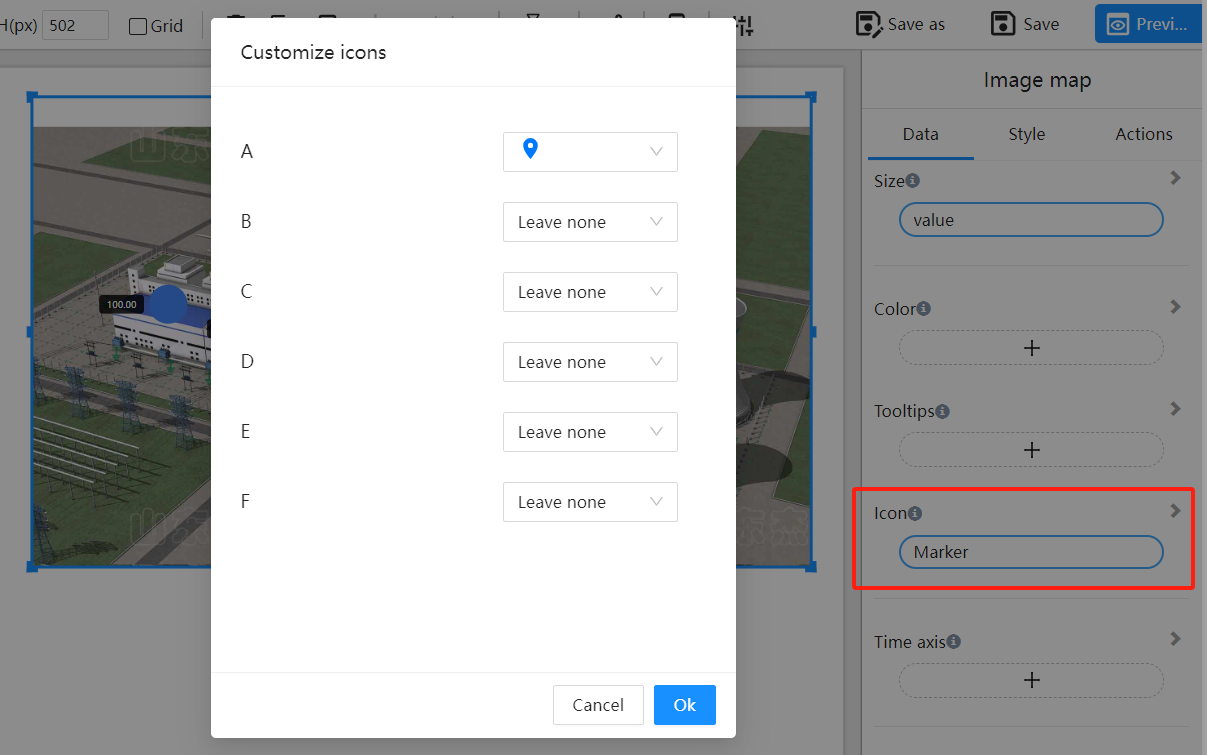 H(px) 502 Grid Save as Save Previ...
Customize icons
A
B Leave none
C Leave none
D Leave none
E Leave none
F Leave none
Cancel Ok
100.00
Image map
Data Style Actions
Size
value
Color
+
Tooltips
+
Icon
Marker
Time axis
+